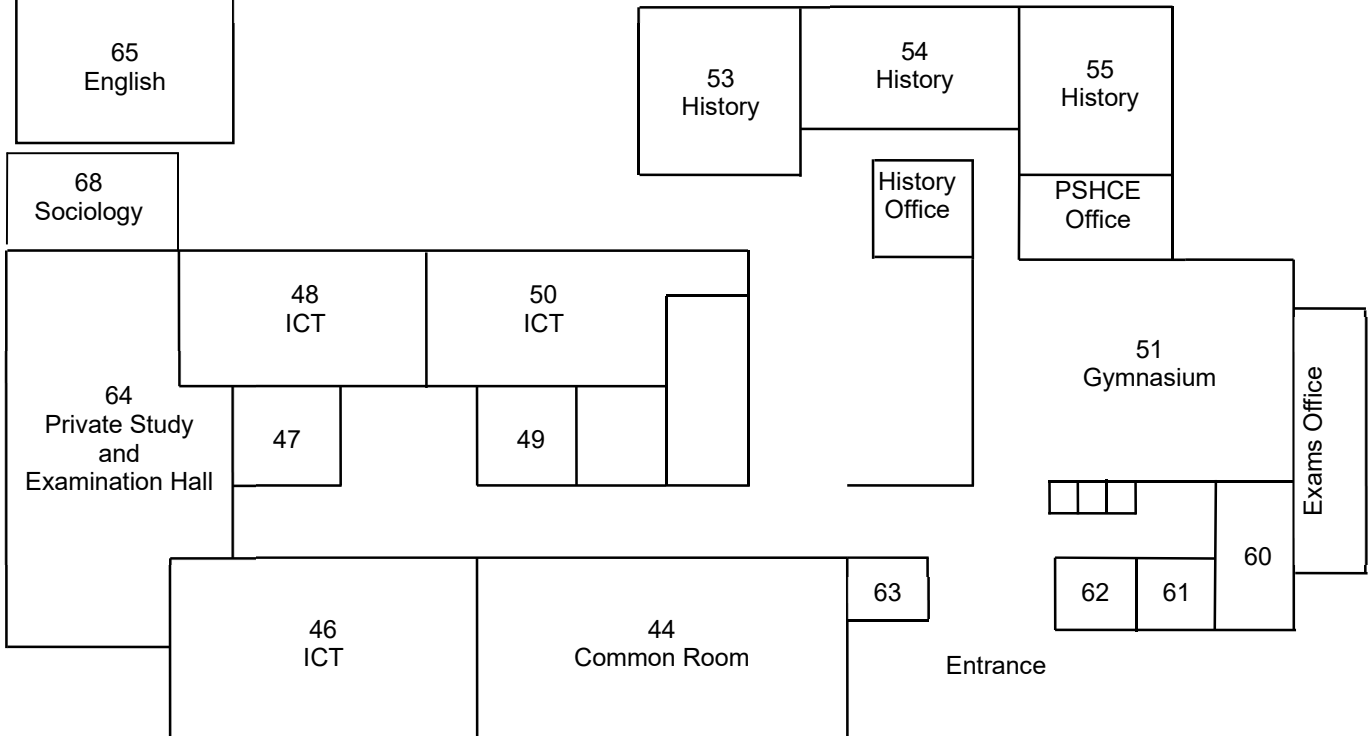 65
English
53
History
54
History
55
History
68
Sociology
History
Office
PSHCE
Office
48
ICT
50
ICT
51
Gymnasium
64
Private Study
and
Examination Hall
47
49
Exams Office
60
63
62
61
46
ICT
44
Common Room
Entrance